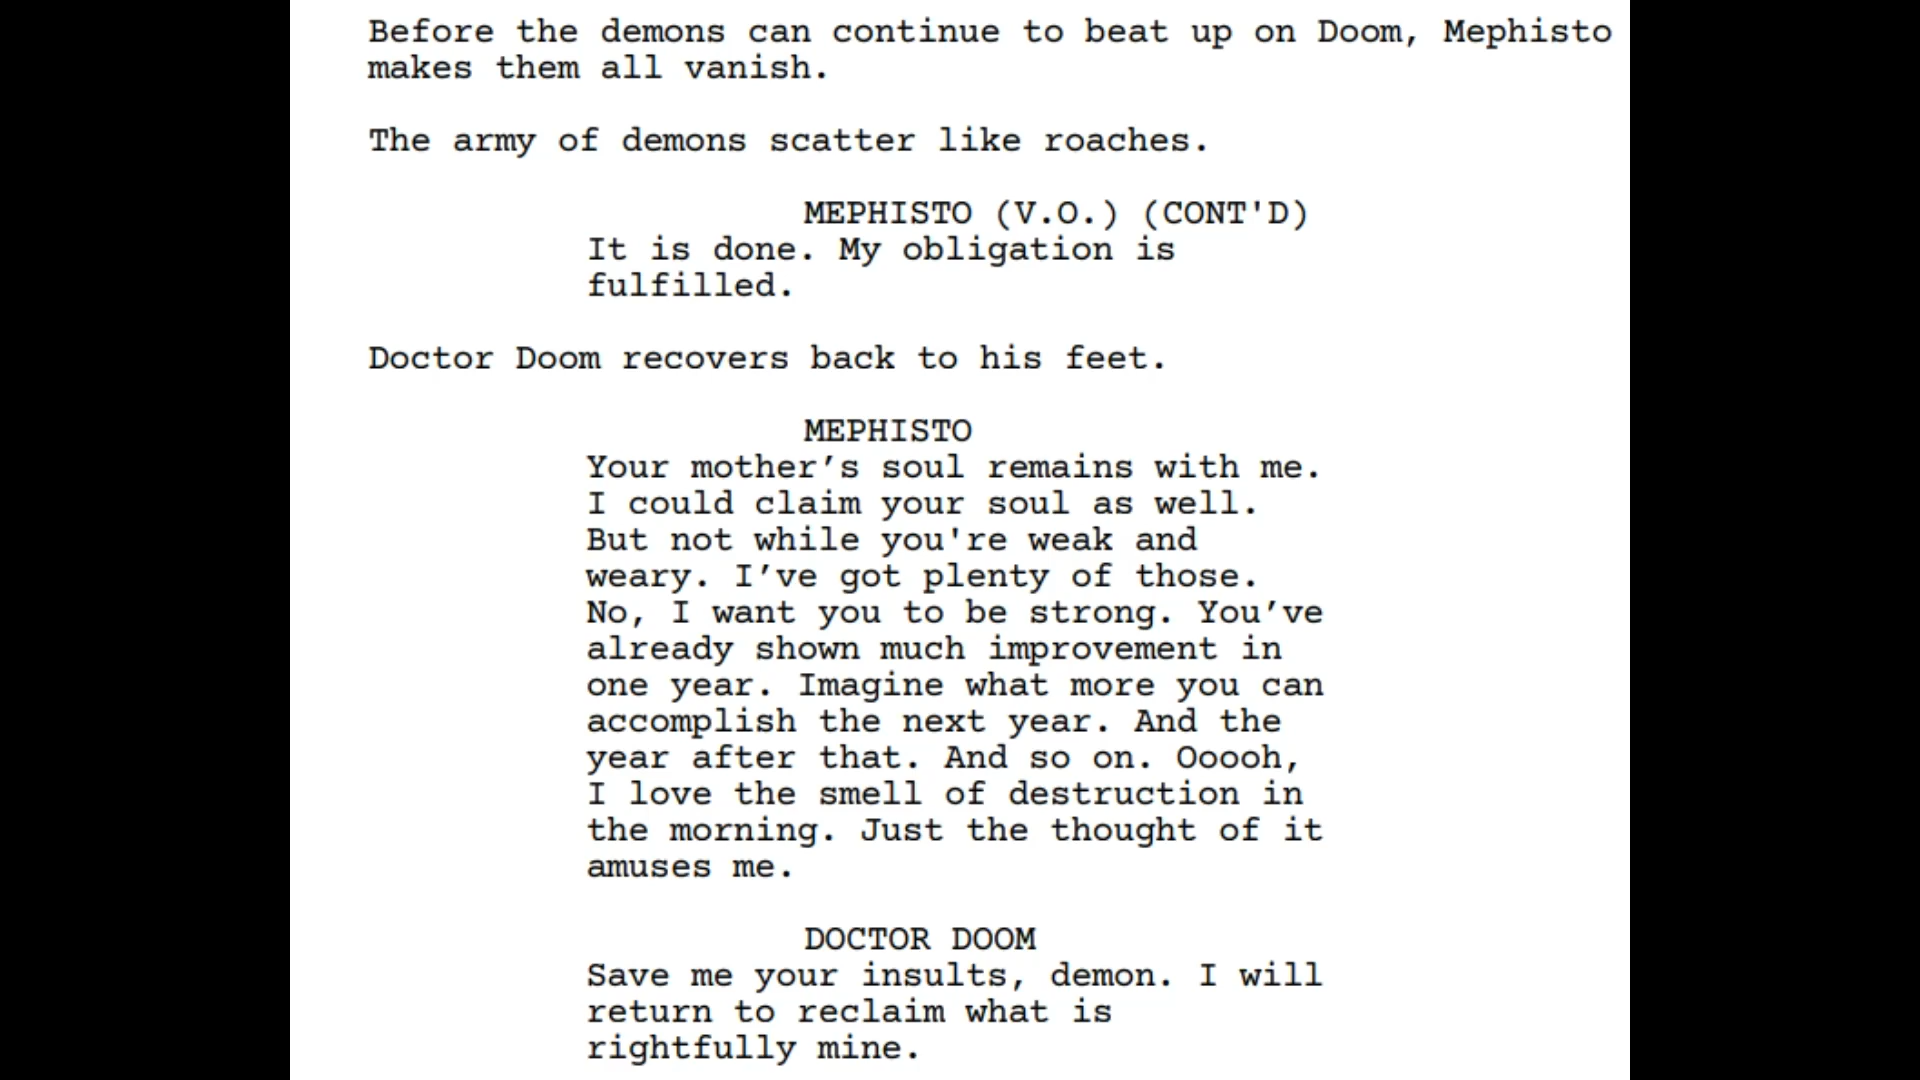 Before the demons can continue to beat up on Doom, Mephisto
makes them all vanish.
The army of demons scatter like roaches.
MEPHISTO (V.O.) (CONT'D)
It is done. My obligation is
fulfilled.
Doctor Doom recovers back to his feet.
MEPHISTO
Your mother’s soul remains with me.
I could claim your soul as well.
But not while you're weak and
weary. I’ve got plenty of those.
No, I want you to be strong. You’ve
already shown much improvement in
one year. Imagine what more you can
accomplish the next year. And the
year after that. And so on. Ooooh,
I love the smell of destruction in
the morning. Just the thought of it
amuses me.
DOCTOR DOOM
Save me your insults, demon. I will
return to reclaim what is
rightfully mine.